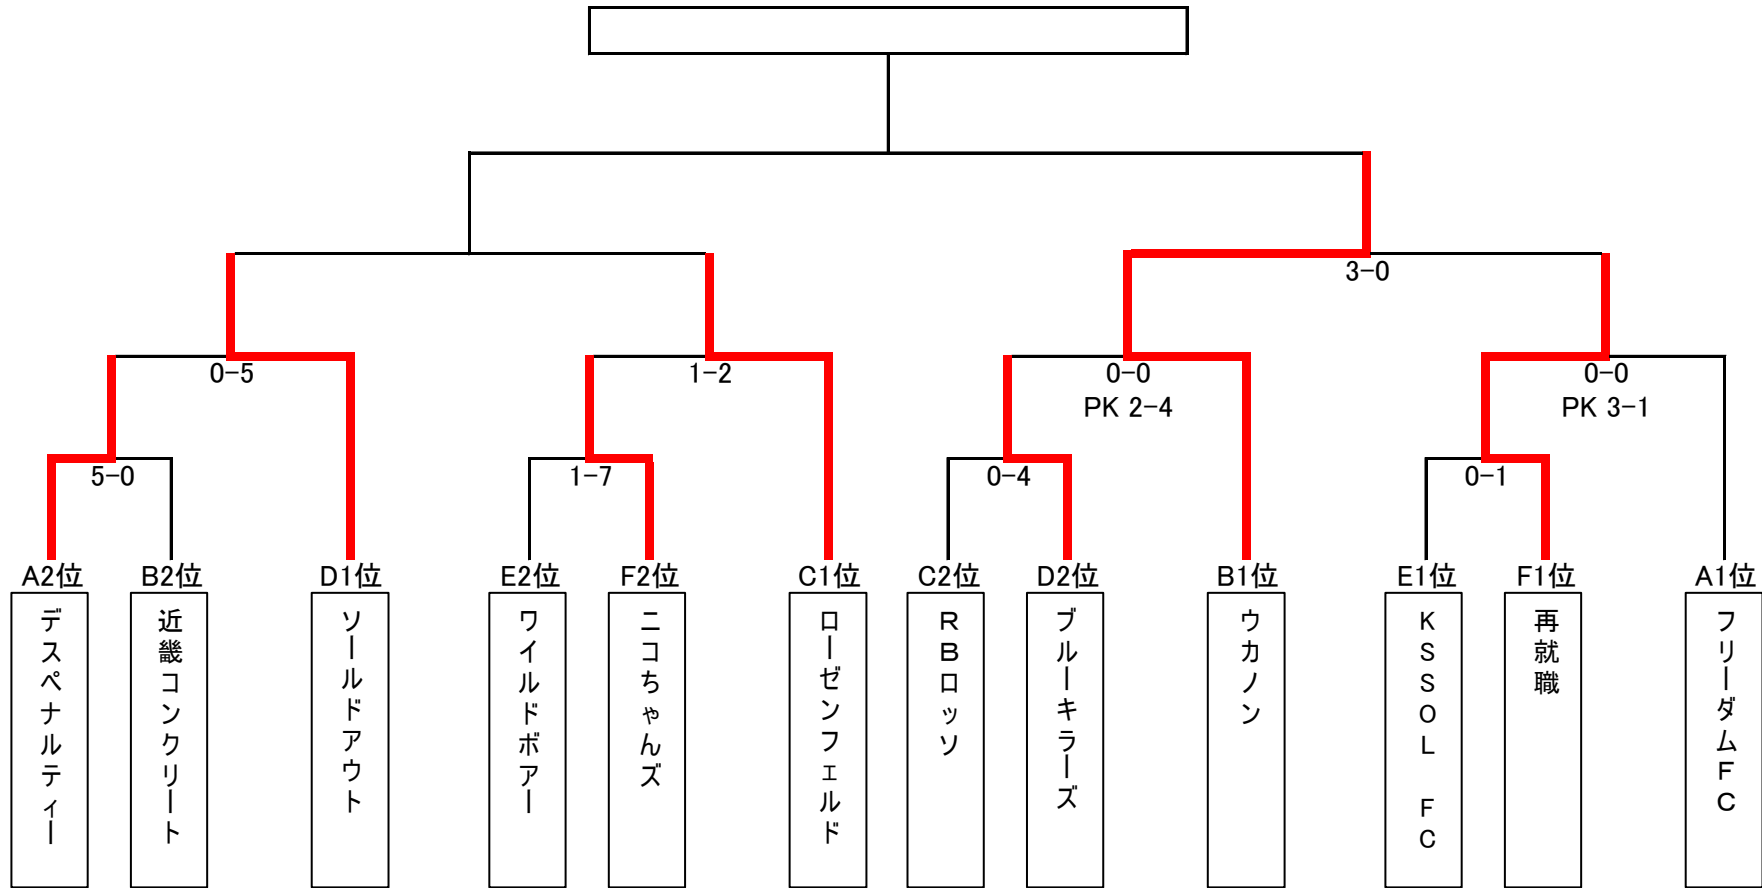 3-0
0-5
1-2
0-0
PK 2-4
0-0
PK 3-1
5-0
1-7
0-4
0-1
A2位
B2位
D1位
E2位
F2位
C1位
C2位
D2位
B1位
E1位
F1位
A1位
デスペナルティー
近畿コンクリート
ソールドアウト
ワイルドボアー
ニコちゃんズ
ローゼンフェルド
RBロッソ
ブルーキラーズ
ウカノン
KSSOL FC
再就職
フリーダムFC